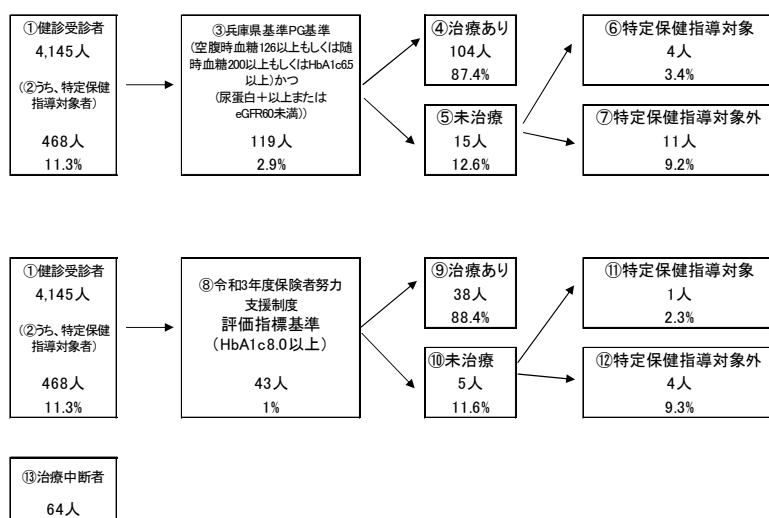 ①健診受診者
4,145人
(②うち、特定保健
指導対象者)
468人
11.3%
③兵庫県基準PG基準
(空腹時血糖126以上もしくは随
時血糖200以上もしくはHbA1c6.5
以上)かつ
(尿蛋白+以上または
eGFR60未満))
119人
2.9%
④治療あり
104人
87.4%
⑤未治療
15人
12.6%
⑥特定保健指導対象
4人
3.4%
⑦特定保健指導対象外
11人
9.2%
①健診受診者
4,145人
(②うち、特定保健
指導対象者)
468人
11.3%
⑧令和3年度保険者努力
支援制度
評価指標基準
(HbA1c8.0以上)
43人
1%
⑨治療あり
38人
88.4%
⑩未治療
5人
11.6%
⑪特定保健指導対象
1人
2.3%
⑫特定保健指導対象外
4人
9.3%
⑬治療中断者
64人